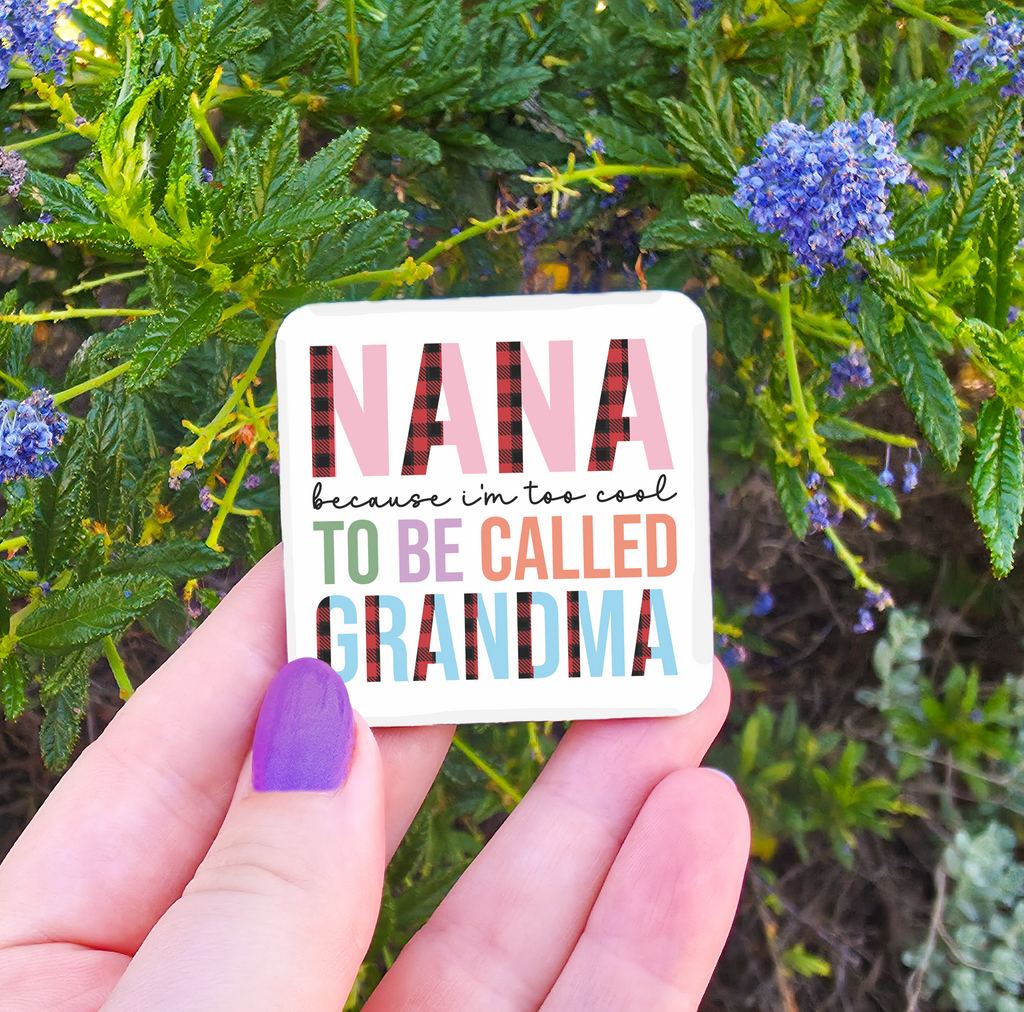 NANA
because i'm too cool
TO BE CALLED
GRANDMA